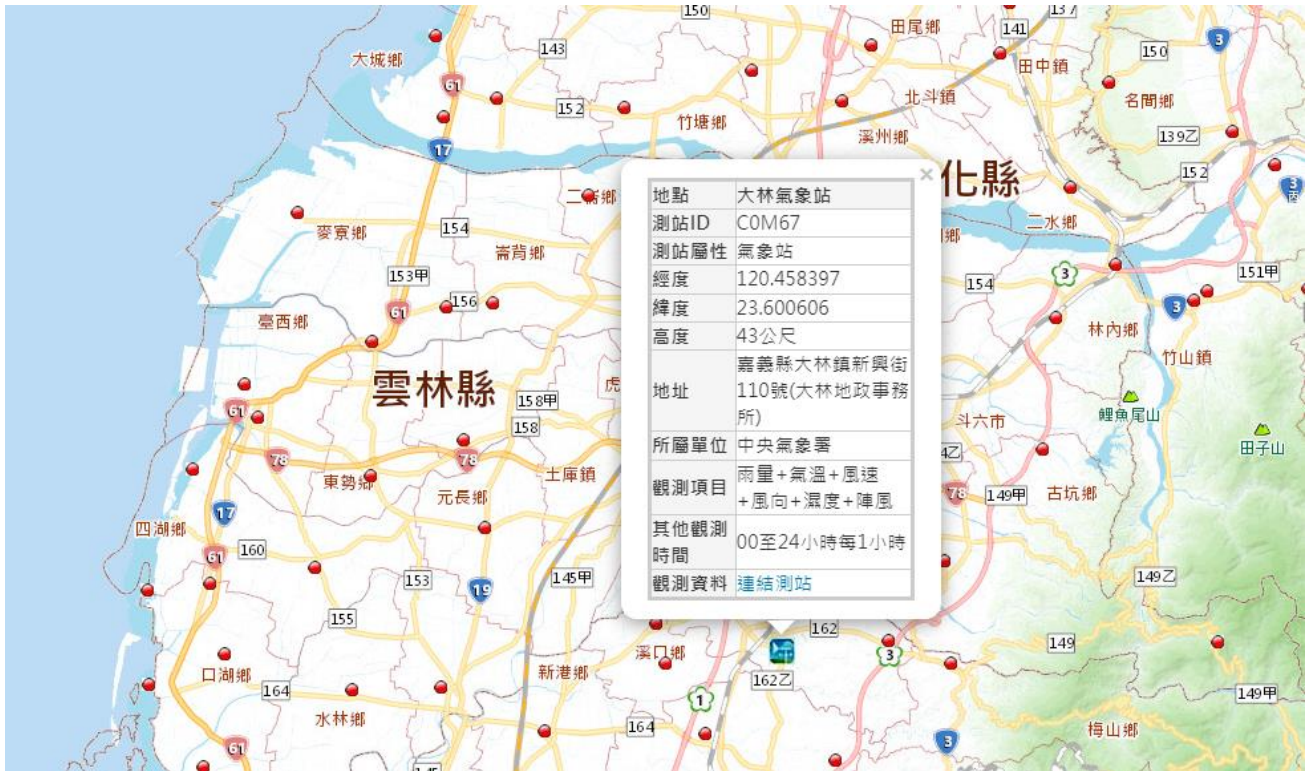 150
137
田尾鄉
141
3
大城鄉
143
田中鎮
150
61
北斗鎮
名間鄉
152
竹塘鄉
溪州鄉
139乙
17
152
化縣
3
丙
二崙鄉
二水鄉
麥寮鄉
154
崙背鄉
鄉
153甲
3
151甲
156
154
3
61
臺西鄉
林內鄉
竹山鎮
雲林縣
虎
158甲
鯉魚尾山
61
158
斗六市
田子山
78
78
東勢鄉
土庫鎮
元長鄉
78
149甲
古坑鄉
17
四湖鄉
61
160
153
145甲
19
149乙
155
162
149
溪口鄉
3
口湖鄉
新港鄉
162乙
164
149甲
1
水林鄉
164
梅山鄉
61
3
145
×
地點 大林氣象站
測站ID C0M67
測站屬性 氣象站
經度 120.458397
緯度 23.600606
高度 43公尺
地址 嘉義縣大林鎮新興街
110號(大林地政事務
所)
所屬單位 中央氣象署
觀測項目 雨量+氣溫+風速
+風向+濕度+陣風
其他觀測
時間 00至24小時每1小時
觀測資料 連結測站